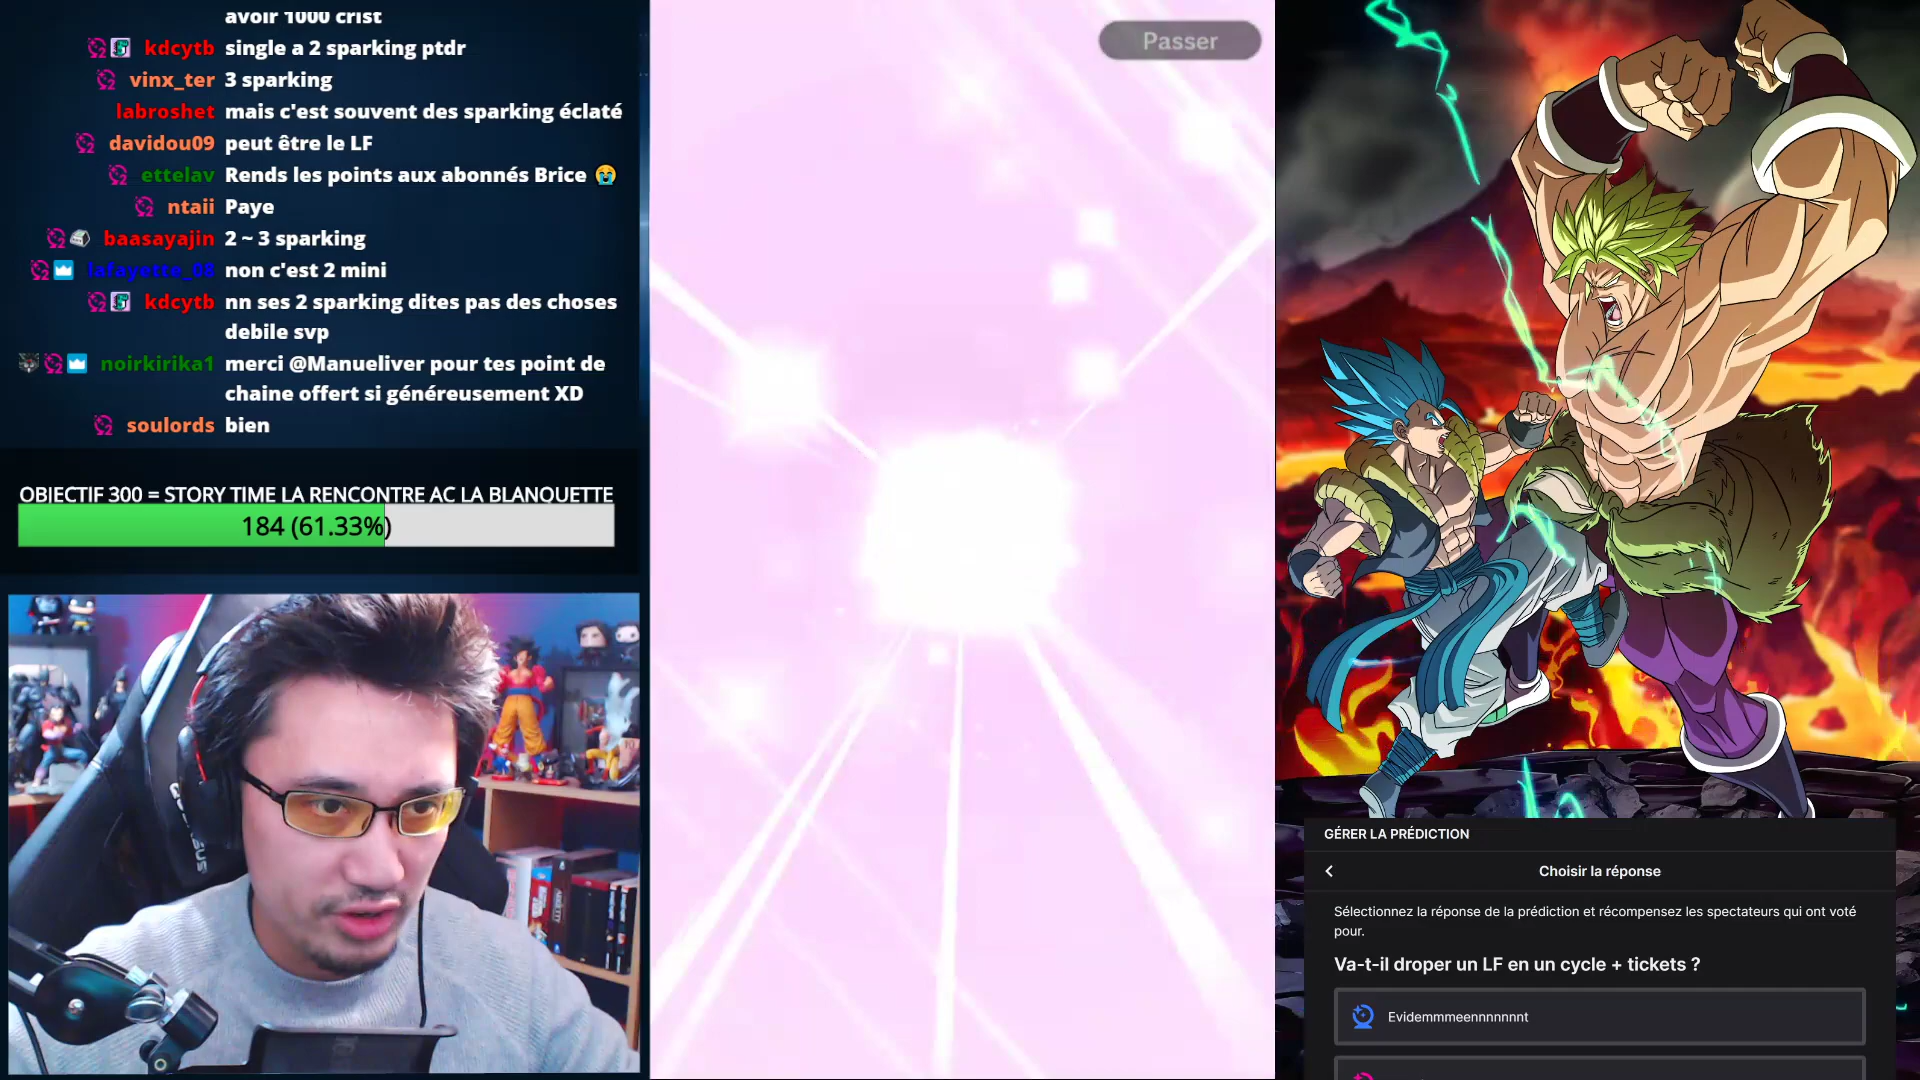 avoir 1000 crist
kdcytb single a 2 sparking ptdr
vinx_ter 3 sparking
labroshet mais c'est souvent des sparking éclaté
davidou09 peut être le LF
ettelav Rends les points aux abonnés Brice 😭
ntaii Paye
baasayajin 2 ~ 3 sparking
lafayette_08 non c'est 2 mini
kdcytb nn ses 2 sparking dites pas des choses
debile svp
noirkirika1 merci @Manueliver pour tes point de
chaine offert si généreusement XD
soulords bien
OBJECTIF 300 = STORY TIME LA RENCONTRE AC LA BLANQUETTE
184 (61.33%)
Passer
GÉRER LA PRÉDICTION
Choisir la réponse
Sélectionnez la réponse de la prédiction et récompensez les spectateurs qui ont voté
pour.
Va-t-il droper un LF en un cycle + tickets ?
Evidemmmeennnnnnnt